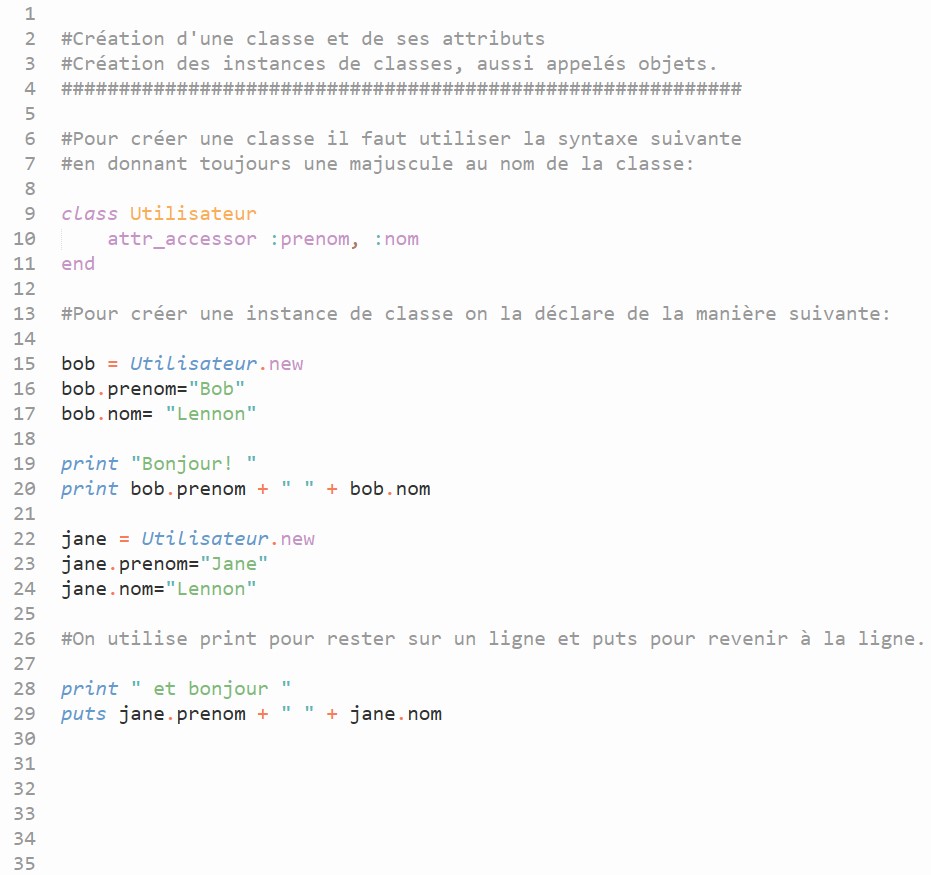 1
2 #Création d'une classe et de ses attributs
3 #Création des instances de classes, aussi appelés objets.
4 ###########################################################
5
6 #Pour créer une classe il faut utiliser la syntaxe suivante
7 #en donnant toujours une majuscule au nom de la classe:
8
9 class Utilisateur
10     attr_accessor :prenom, :nom
11 end
12
13 #Pour créer une instance de classe on la déclare de la manière suivante:
14
15 bob = Utilisateur.new
16 bob.prenom="Bob"
17 bob.nom= "Lennon"
18
19 print "Bonjour! "
20 print bob.prenom + " " + bob.nom
21
22 jane = Utilisateur.new
23 jane.prenom="Jane"
24 jane.nom="Lennon"
25
26 #On utilise print pour rester sur un ligne et puts pour revenir à la ligne.
27
28 print " et bonjour "
29 puts jane.prenom + " " + jane.nom
30
31
32
33
34
35